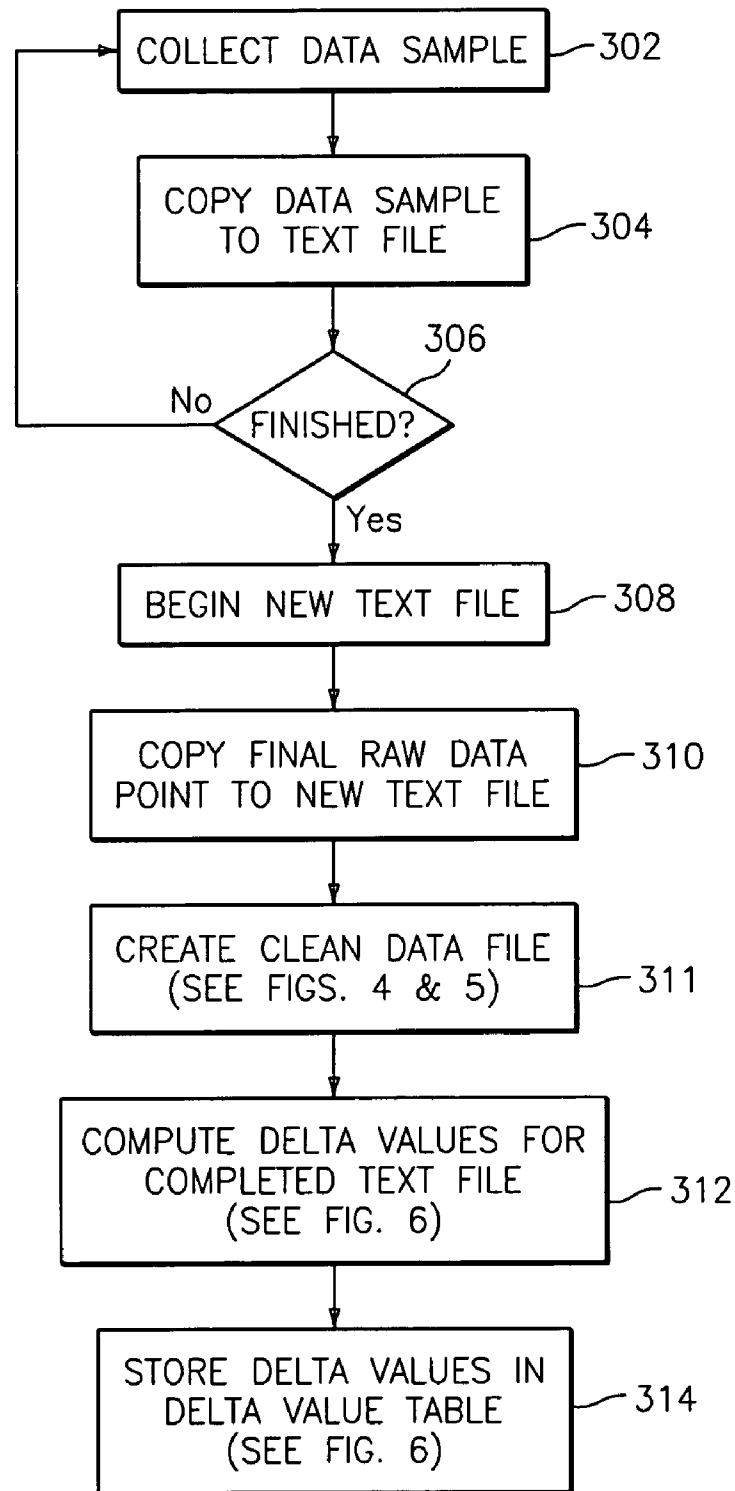 COLLECT DATA SAMPLE
302
COPY DATA SAMPLE
TO TEXT FILE
304
306
No
FINISHED?
Yes
BEGIN NEW TEXT FILE
308
COPY FINAL RAW DATA
POINT TO NEW TEXT FILE
310
CREATE CLEAN DATA FILE
(SEE FIGS. 4 & 5)
311
COMPUTE DELTA VALUES FOR
COMPLETED TEXT FILE
(SEE FIG. 6)
312
STORE DELTA VALUES IN
DELTA VALUE TABLE
(SEE FIG. 6)
314